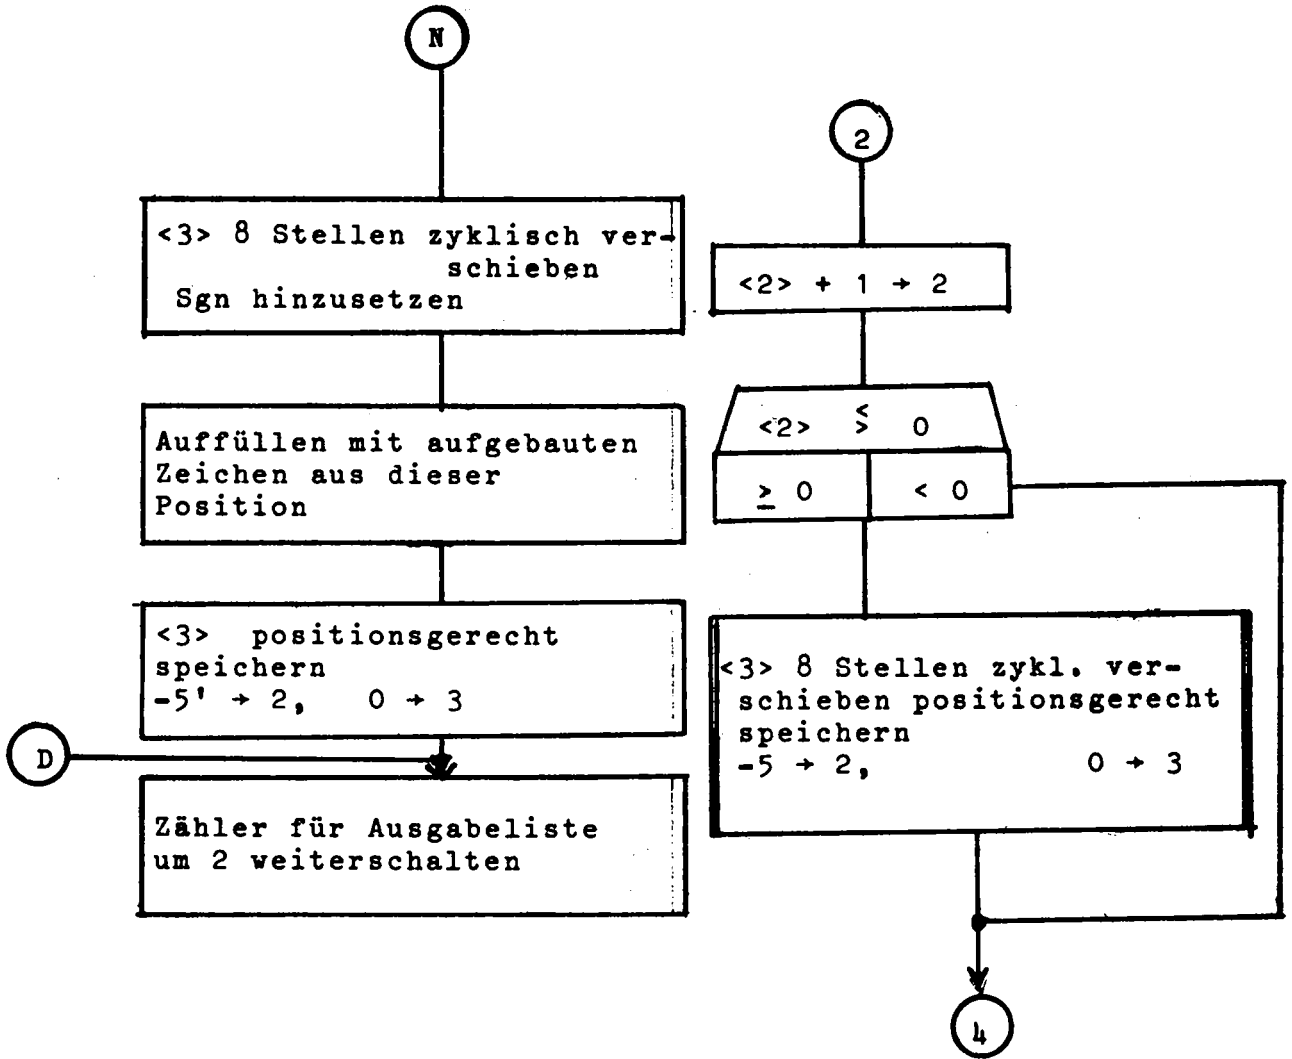 N
<3> 8 Stellen zyklisch ver-
schieben
Sgn hinzusetzen
Auffüllen mit aufgebauten
Zeichen aus dieser
Position
<3> positionsgerecht
speichern
-5' → 2, 0 → 3
D
Zähler für Ausgabeliste
um 2 weiterschalten
2
<2> + 1 → 2
<2> ≶ 0
≥ 0
< 0
<3> 8 Stellen zykl. ver-
schieben positionsgerecht
speichern
-5 → 2, 0 → 3
4